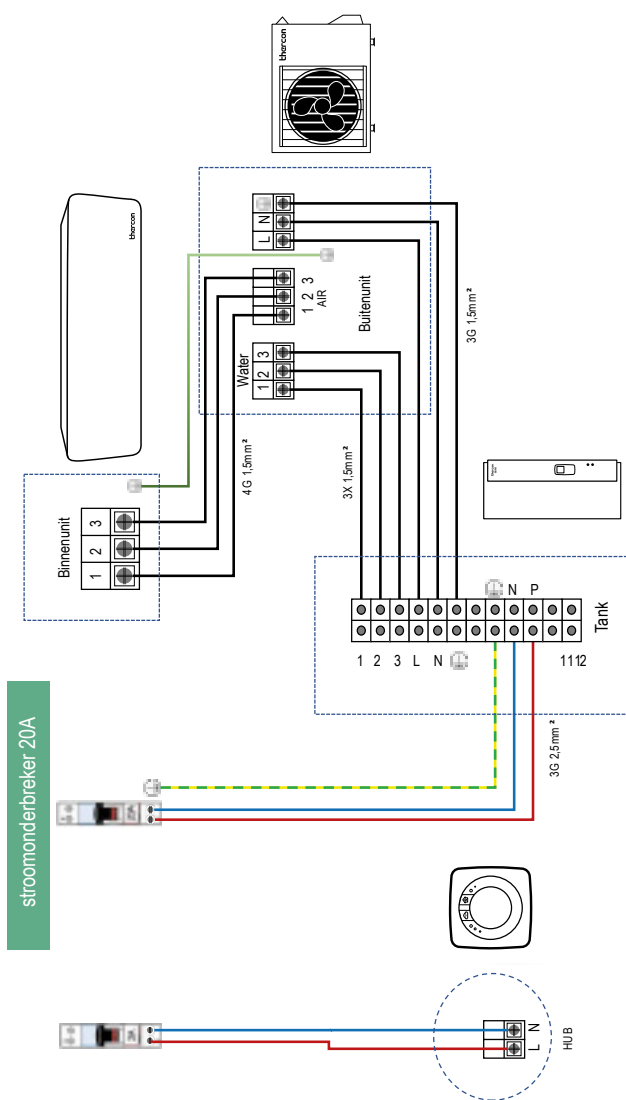 thercon
thercon
L N
1 2 3
AIR
Water
1 2 3
Buitenunit
3G 1,5mm²
4G 1,5mm²
3X 1,5mm²
Binnenunit
1 2 3
N P
Tank
1 2 3 L N
11 12
3G 2,5mm²
stroomonderbreker 20A
20A
L N
HUB